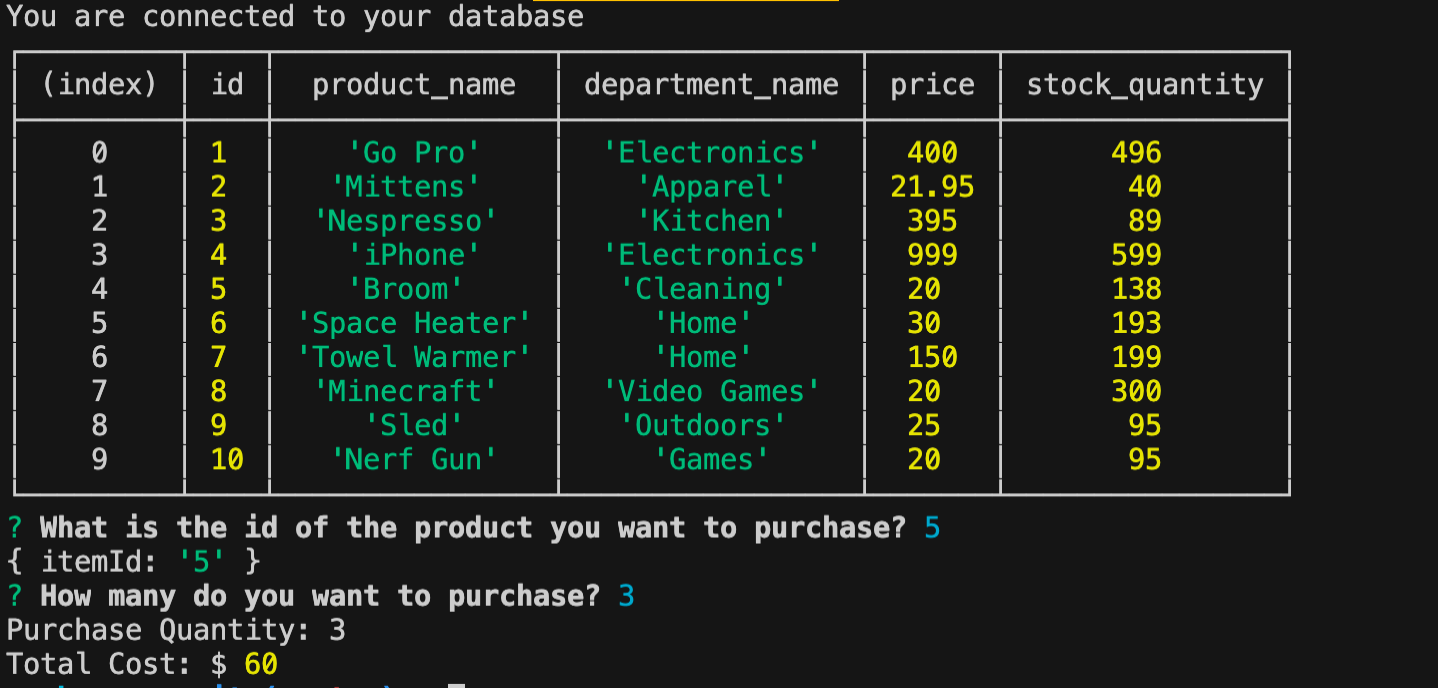 You are connected to your database
(index) id product_name department_name price stock_quantity
0 1 'Go Pro' 'Electronics' 400 496
1 2 'Mittens' 'Apparel' 21.95 40
2 3 'Nespresso' 'Kitchen' 395 89
3 4 'iPhone' 'Electronics' 999 599
4 5 'Broom' 'Cleaning' 20 138
5 6 'Space Heater' 'Home' 30 193
6 7 'Towel Warmer' 'Home' 150 199
7 8 'Minecraft' 'Video Games' 20 300
8 9 'Sled' 'Outdoors' 25 95
9 10 'Nerf Gun' 'Games' 20 95
? What is the id of the product you want to purchase? 5
{ itemId: '5' }
? How many do you want to purchase? 3
Purchase Quantity: 3
Total Cost: $ 60